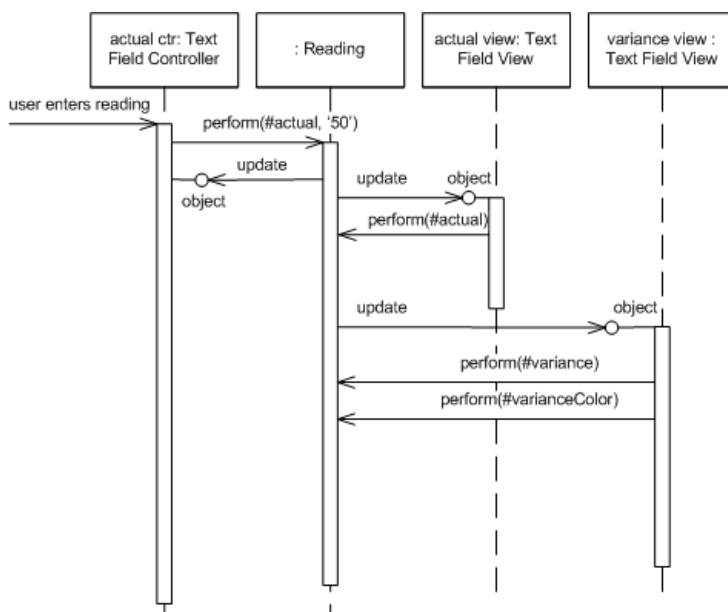 actual ctr: Text
Field Controller
: Reading
actual view: Text
Field View
variance view :
Text Field View
user enters reading
perform(#actual, ‘50’)
update
object
update
object
perform(#actual)
update
object
perform(#variance)
perform(#varianceColor)